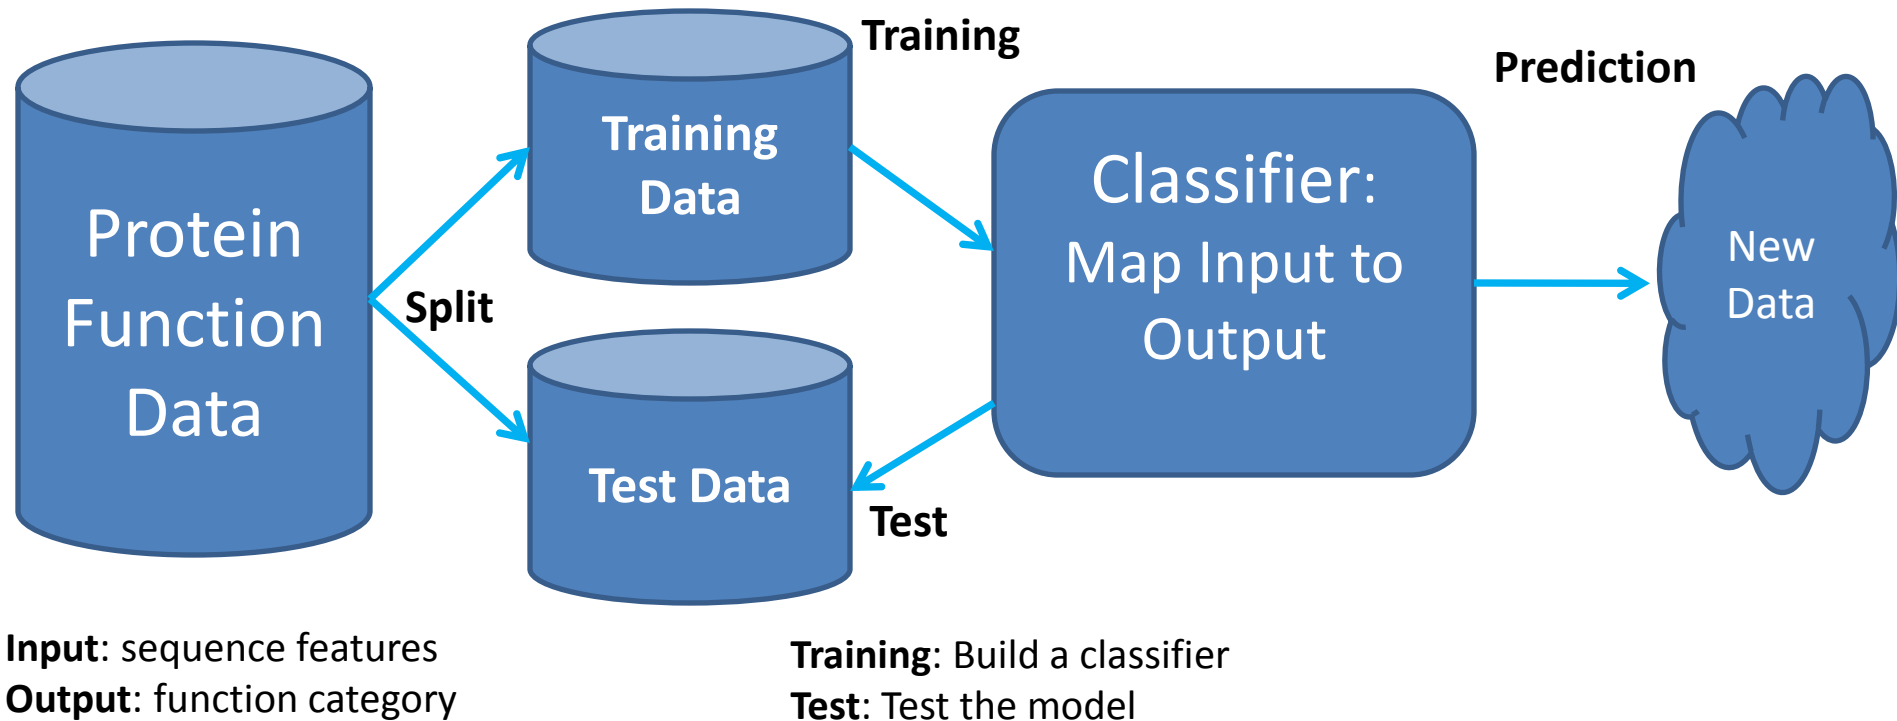 Protein
Function
Data
Split
Training
Data
Test Data
Training
Test
Classifier:
Map Input to
Output
Prediction
New
Data
Input: sequence features
Output: function category
Training: Build a classifier
Test: Test the model